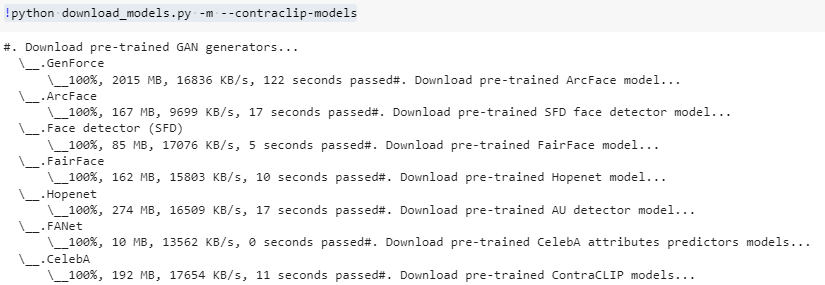 !python download_models.py -m --contraclip-models
#. Download pre-trained GAN generators...
\__.GenForce
\__100%, 2015 MB, 16836 KB/s, 122 seconds passed#. Download pre-trained ArcFace model...
\__.ArcFace
\__100%, 167 MB, 9699 KB/s, 17 seconds passed#. Download pre-trained SFD face detector model...
\__.Face detector (SFD)
\__100%, 85 MB, 17076 KB/s, 5 seconds passed#. Download pre-trained FairFace model...
\__.FairFace
\__100%, 162 MB, 15803 KB/s, 10 seconds passed#. Download pre-trained Hopenet model...
\__.Hopenet
\__100%, 274 MB, 16509 KB/s, 17 seconds passed#. Download pre-trained AU detector model...
\__.FANet
\__100%, 10 MB, 13562 KB/s, 0 seconds passed#. Download pre-trained CelebA attributes predictors models...
\__.CelebA
\__100%, 192 MB, 17654 KB/s, 11 seconds passed#. Download pre-trained ContraCLIP models...